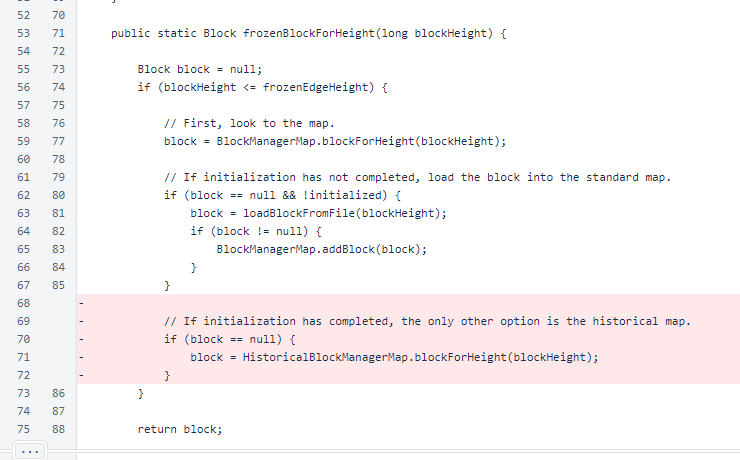 52 70
53 71 public static Block frozenBlockForHeight(long blockHeight) {
54 72
55 73 Block block = null;
56 74 if (blockHeight <= frozenEdgeHeight) {
57 75
58 76 // First, look to the map.
59 77 block = BlockManagerMap.blockForHeight(blockHeight);
60 78
61 79 // If initialization has not completed, load the block into the standard map.
62 80 if (block == null && !initialized) {
63 81 block = loadBlockFromFile(blockHeight);
64 82 if (block != null) {
65 83 BlockManagerMap.addBlock(block);
66 84 }
67 85 }
68 -
69 - // If initialization has completed, the only other option is the historical map.
70 - if (block == null) {
71 - block = HistoricalBlockManagerMap.blockForHeight(blockHeight);
72 - }
73 86 }
74 87
75 88 return block;
...